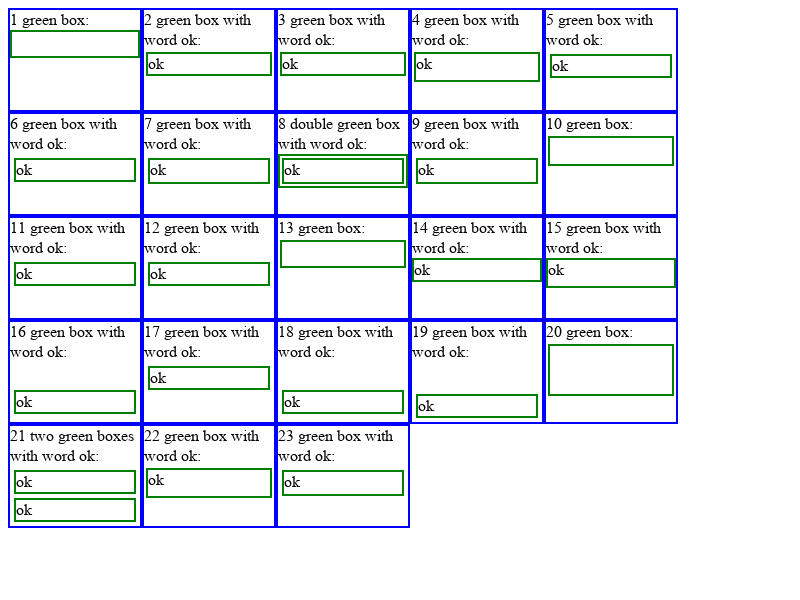 1 green box:
2 green box with
word ok:
ok
3 green box with
word ok:
ok
4 green box with
word ok:
ok
5 green box with
word ok:
ok
6 green box with
word ok:
ok
7 green box with
word ok:
ok
8 double green box
with word ok:
ok
9 green box with
word ok:
ok
10 green box:
11 green box with
word ok:
ok
12 green box with
word ok:
ok
13 green box:
14 green box with
word ok:
ok
15 green box with
word ok:
ok
16 green box with
word ok:
ok
17 green box with
word ok:
ok
18 green box with
word ok:
ok
19 green box with
word ok:
ok
20 green box:
21 two green boxes
with word ok:
ok
ok
22 green box with
word ok:
ok
23 green box with
word ok:
ok